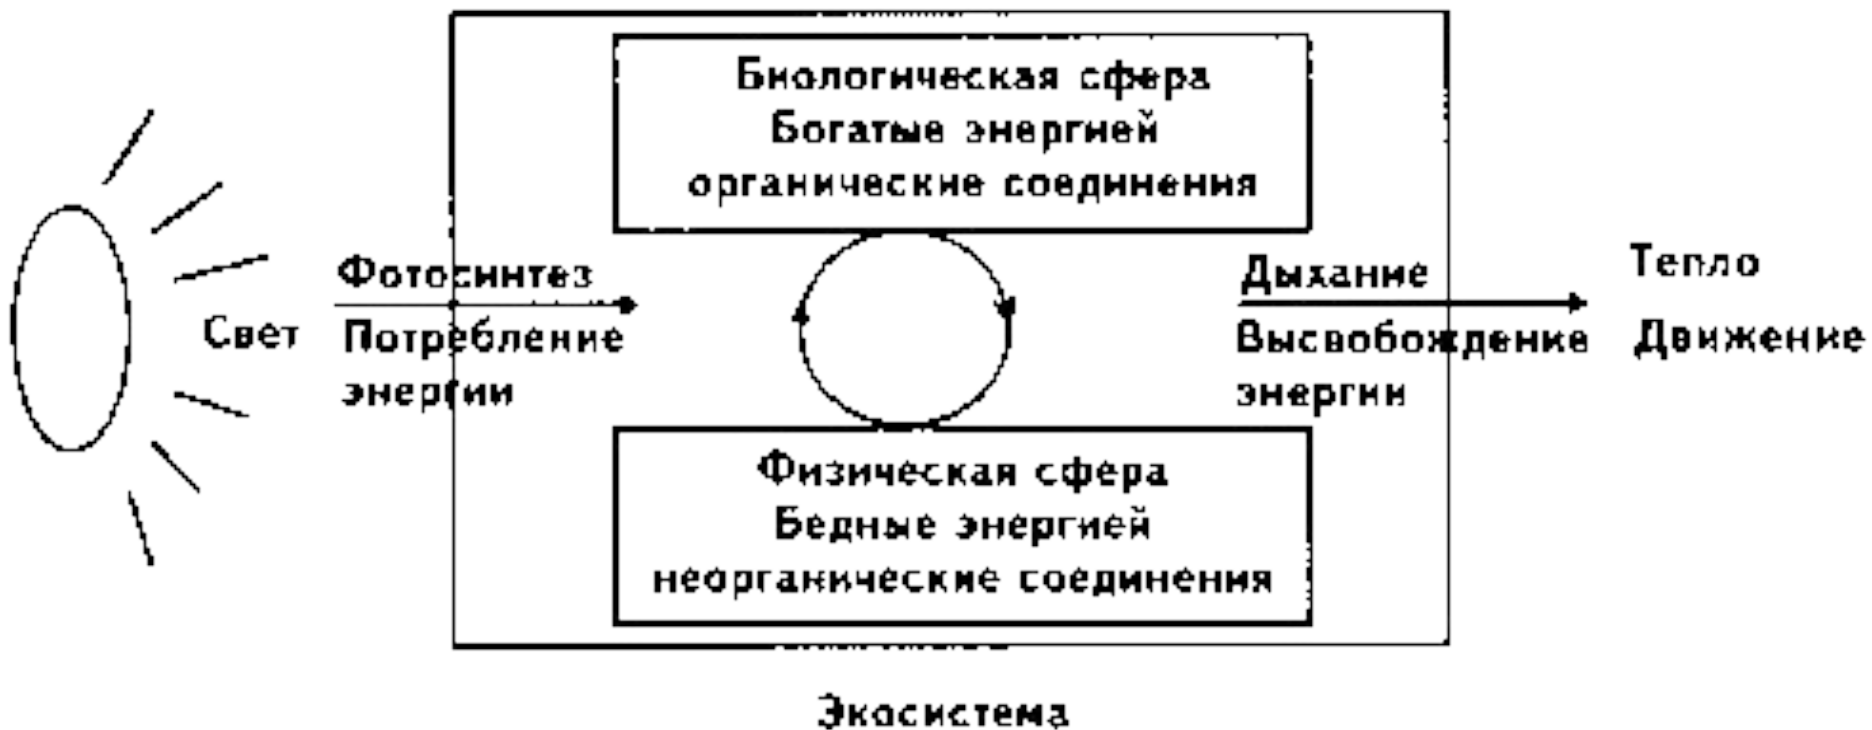 Биологическая сфера
Богатые энергией
органические соединения
Свет
Фотосинтез
Потребление
энергии
Дыхание
Высвобождение
энергии
Тепло
Движение
Физическая сфера
Бедные энергией
неорганические соединения
Экосистема